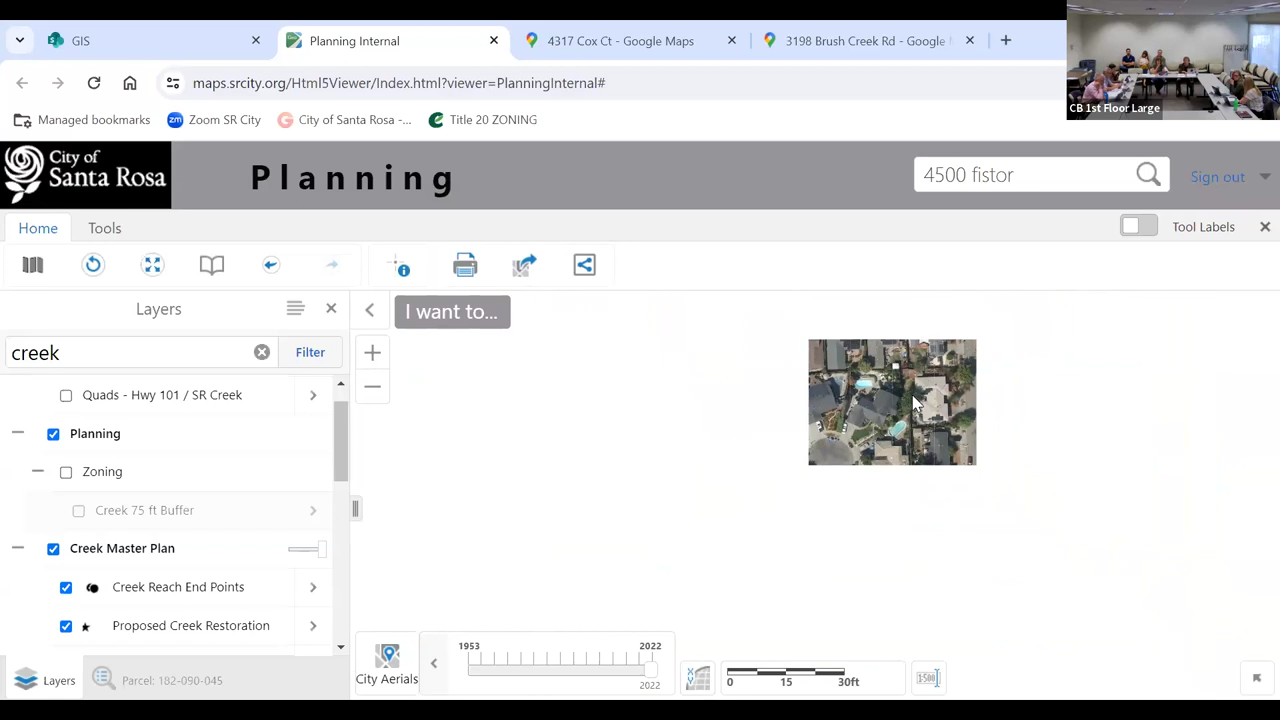 GIS
Planning Internal
4317 Cox Ct - Google Maps
3198 Brush Creek Rd - Google M
maps.srcity.org/Html5Viewer/Index.html?viewer=PlanningInternal#
Managed bookmarks
Zoom SR City
City of Santa Rosa -...
Title 20 ZONING
CB 1st Floor Large
City of
Santa Rosa
Planning
4500 fistor
Sign out
Home
Tools
Tool Labels
Layers
I want to...
creek
Filter
Quads - Hwy 101 / SR Creek
Planning
Zoning
Creek 75 ft Buffer
Creek Master Plan
Creek Reach End Points
Proposed Creek Restoration
1953
2022
2022
City Aerials
0
15
30ft
1:500
Layers
Parcel: 182-090-045